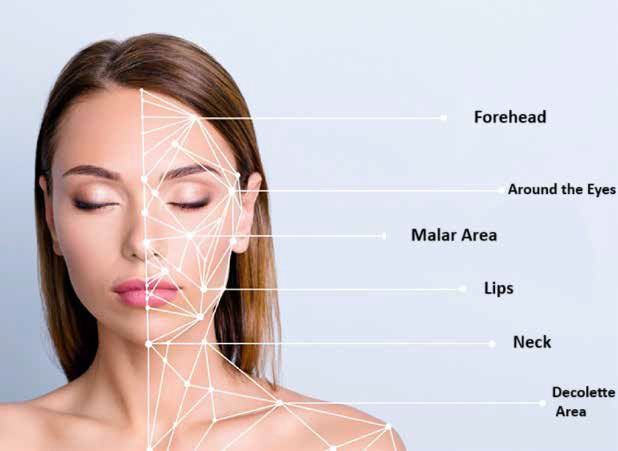 Forehead
Around the Eyes
Malar Area
Lips
Neck
Decolette
Area